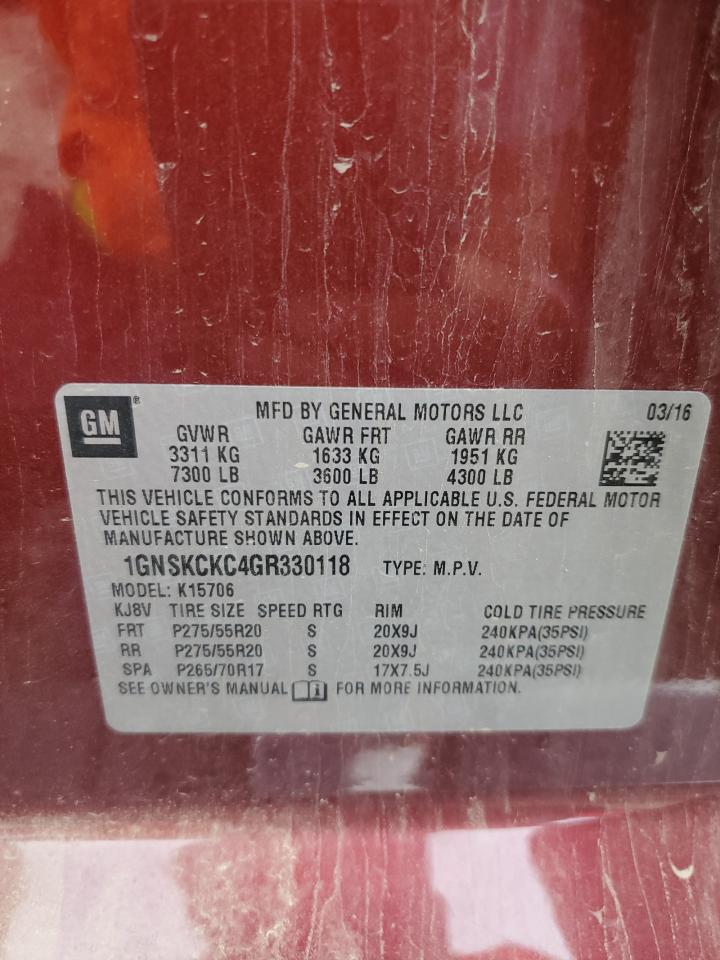 GM ® MFD BY GENERAL MOTORS LLC 03/16
GVWR GAWR FRT GAWR RR
3311 KG 1633 KG 1951 KG
7300 LB 3600 LB 4300 LB
THIS VEHICLE CONFORMS TO ALL APPLICABLE U.S. FEDERAL MOTOR
VEHICLE SAFETY STANDARDS IN EFFECT ON THE DATE OF
MANUFACTURE SHOWN ABOVE.
1GNSKCKC4GR330118 TYPE: M.P.V.
MODEL: K15706
KJ8V TIRE SIZE SPEED RTG RIM COLD TIRE PRESSURE
FRT P275/55R20 S 20X9J 240KPA(35PSI)
RR P275/55R20 S 20X9J 240KPA(35PSI)
SPA P265/70R17 S 17X7.5J 240KPA(35PSI)
SEE OWNER'S MANUAL i FOR MORE INFORMATION.